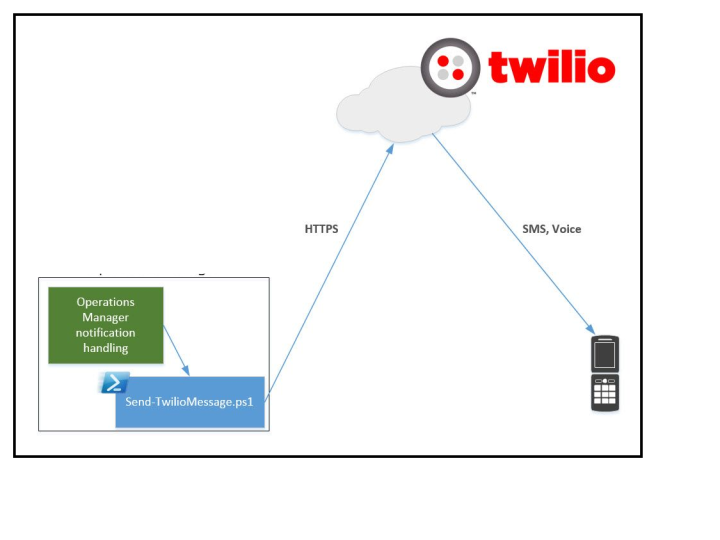 twilio
HTTPS
SMS, Voice
Operations
Manager
notification
handling
Send-TwilioMessage.ps1